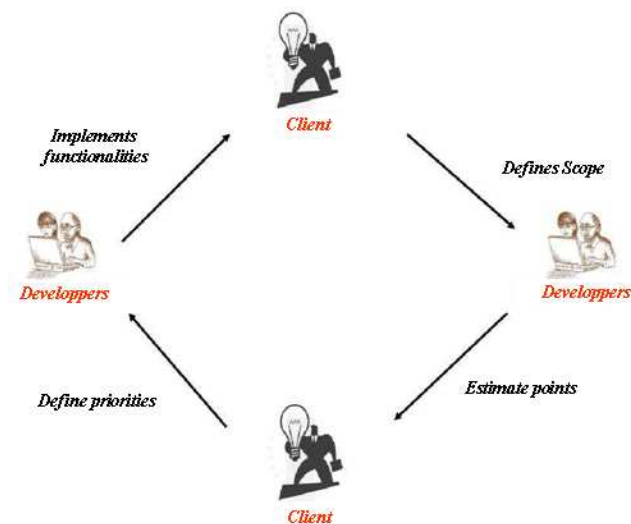 Client
Implements
functionalities
Defines Scope
Developpers
Developpers
Define priorities
Estimate points
Client